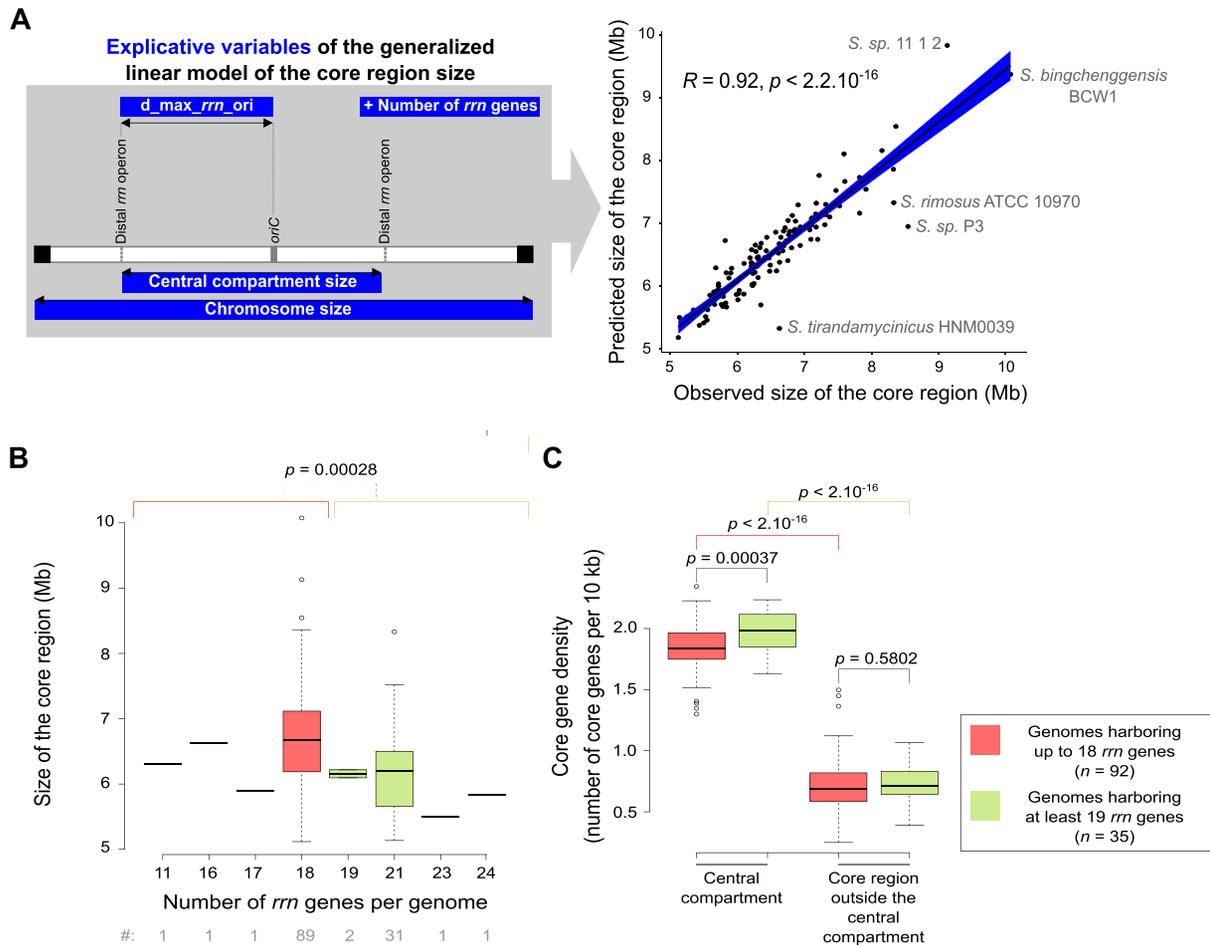 A
Explicative variables of the generalized
linear model of the core region size
d_max_rrn_ori
+ Number of rrn genes
Distal rrn operon
oriC
Distal rrn operon
Central compartment size
Chromosome size
Predicted size of the core region (Mb)
10
9
8
7
6
5
R = 0.92, p < 2.2.10-16
S. sp. 11 1 2
S. bingchenggensis
BCW1
S. rimosus ATCC 10970
S. sp. P3
S. tirandamycinicus HNM0039
5 6 7 8 9 10
Observed size of the core region (Mb)
B
p = 0.00028
Size of the core region (Mb)
10
9
8
7
6
5
11 16 17 18 19 21 23 24
Number of rrn genes per genome
#: 1 1 1 89 2 31 1 1
C
p < 2.10-16
p < 2.10-16
p = 0.00037
p = 0.5802
Core gene density
(number of core genes per 10 kb)
2.0
1.5
1.0
0.5
Central
compartment
Core region
outside the
central
compartment
Genomes harboring
up to 18 rrn genes
(n = 92)
Genomes harboring
at least 19 rrn genes
(n = 35)